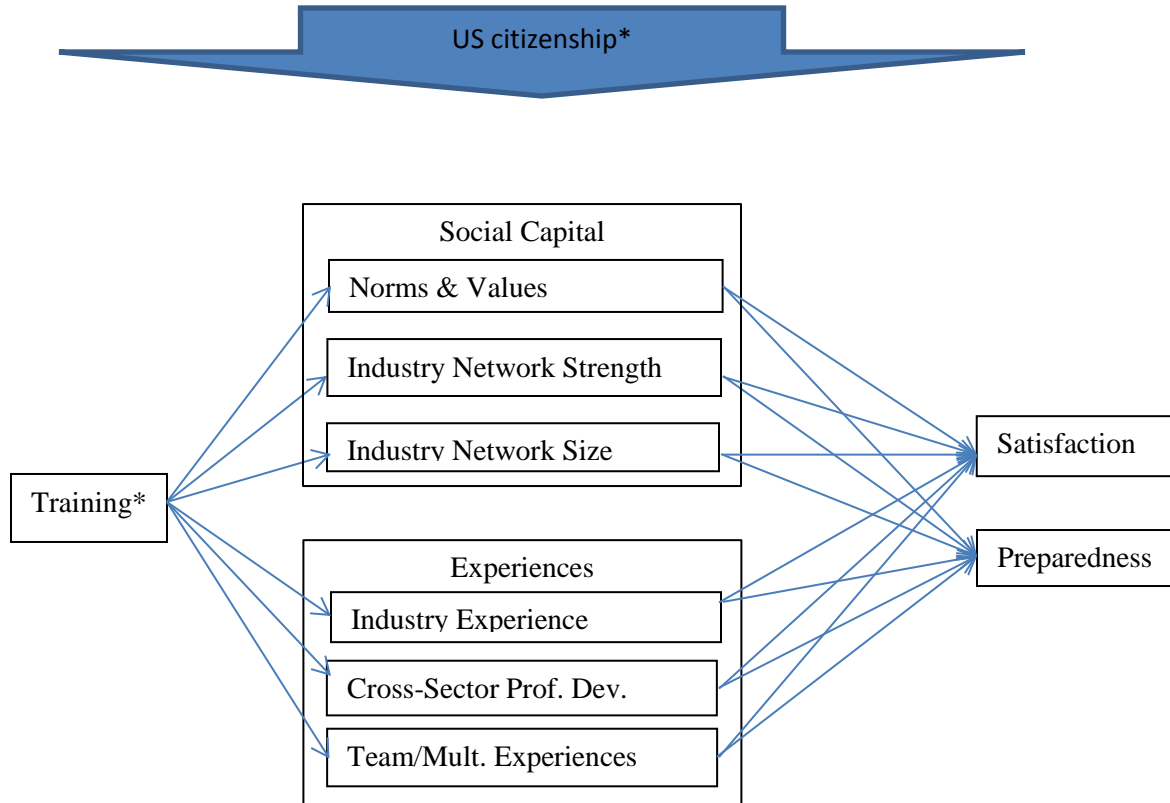 US citizenship*
Social Capital
Norms & Values
Industry Network Strength
Industry Network Size
Training*
Satisfaction
Preparedness
Experiences
Industry Experience
Cross-Sector Prof. Dev.
Team/Mult. Experiences